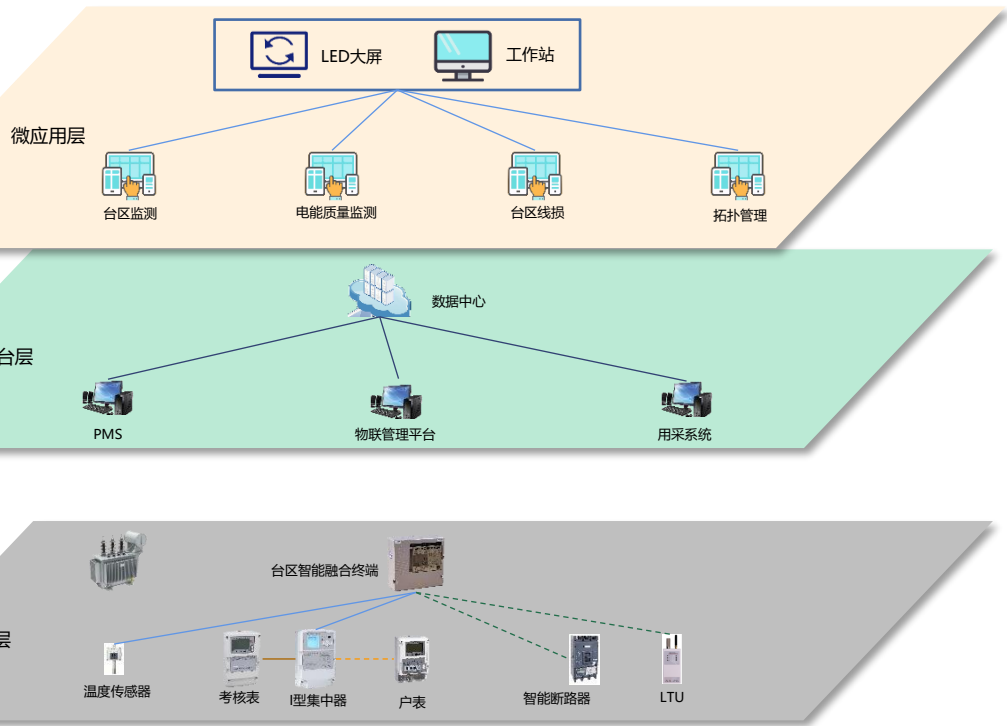 LED大屏
工作站
微应用层
台区监测
电能质量监测
台区线损
拓扑管理
数据中心
台层
PMS
物联管理平台
用采系统
台区智能融合终端
层
温度传感器
考核表
I型集中器
户表
智能断路器
LTU